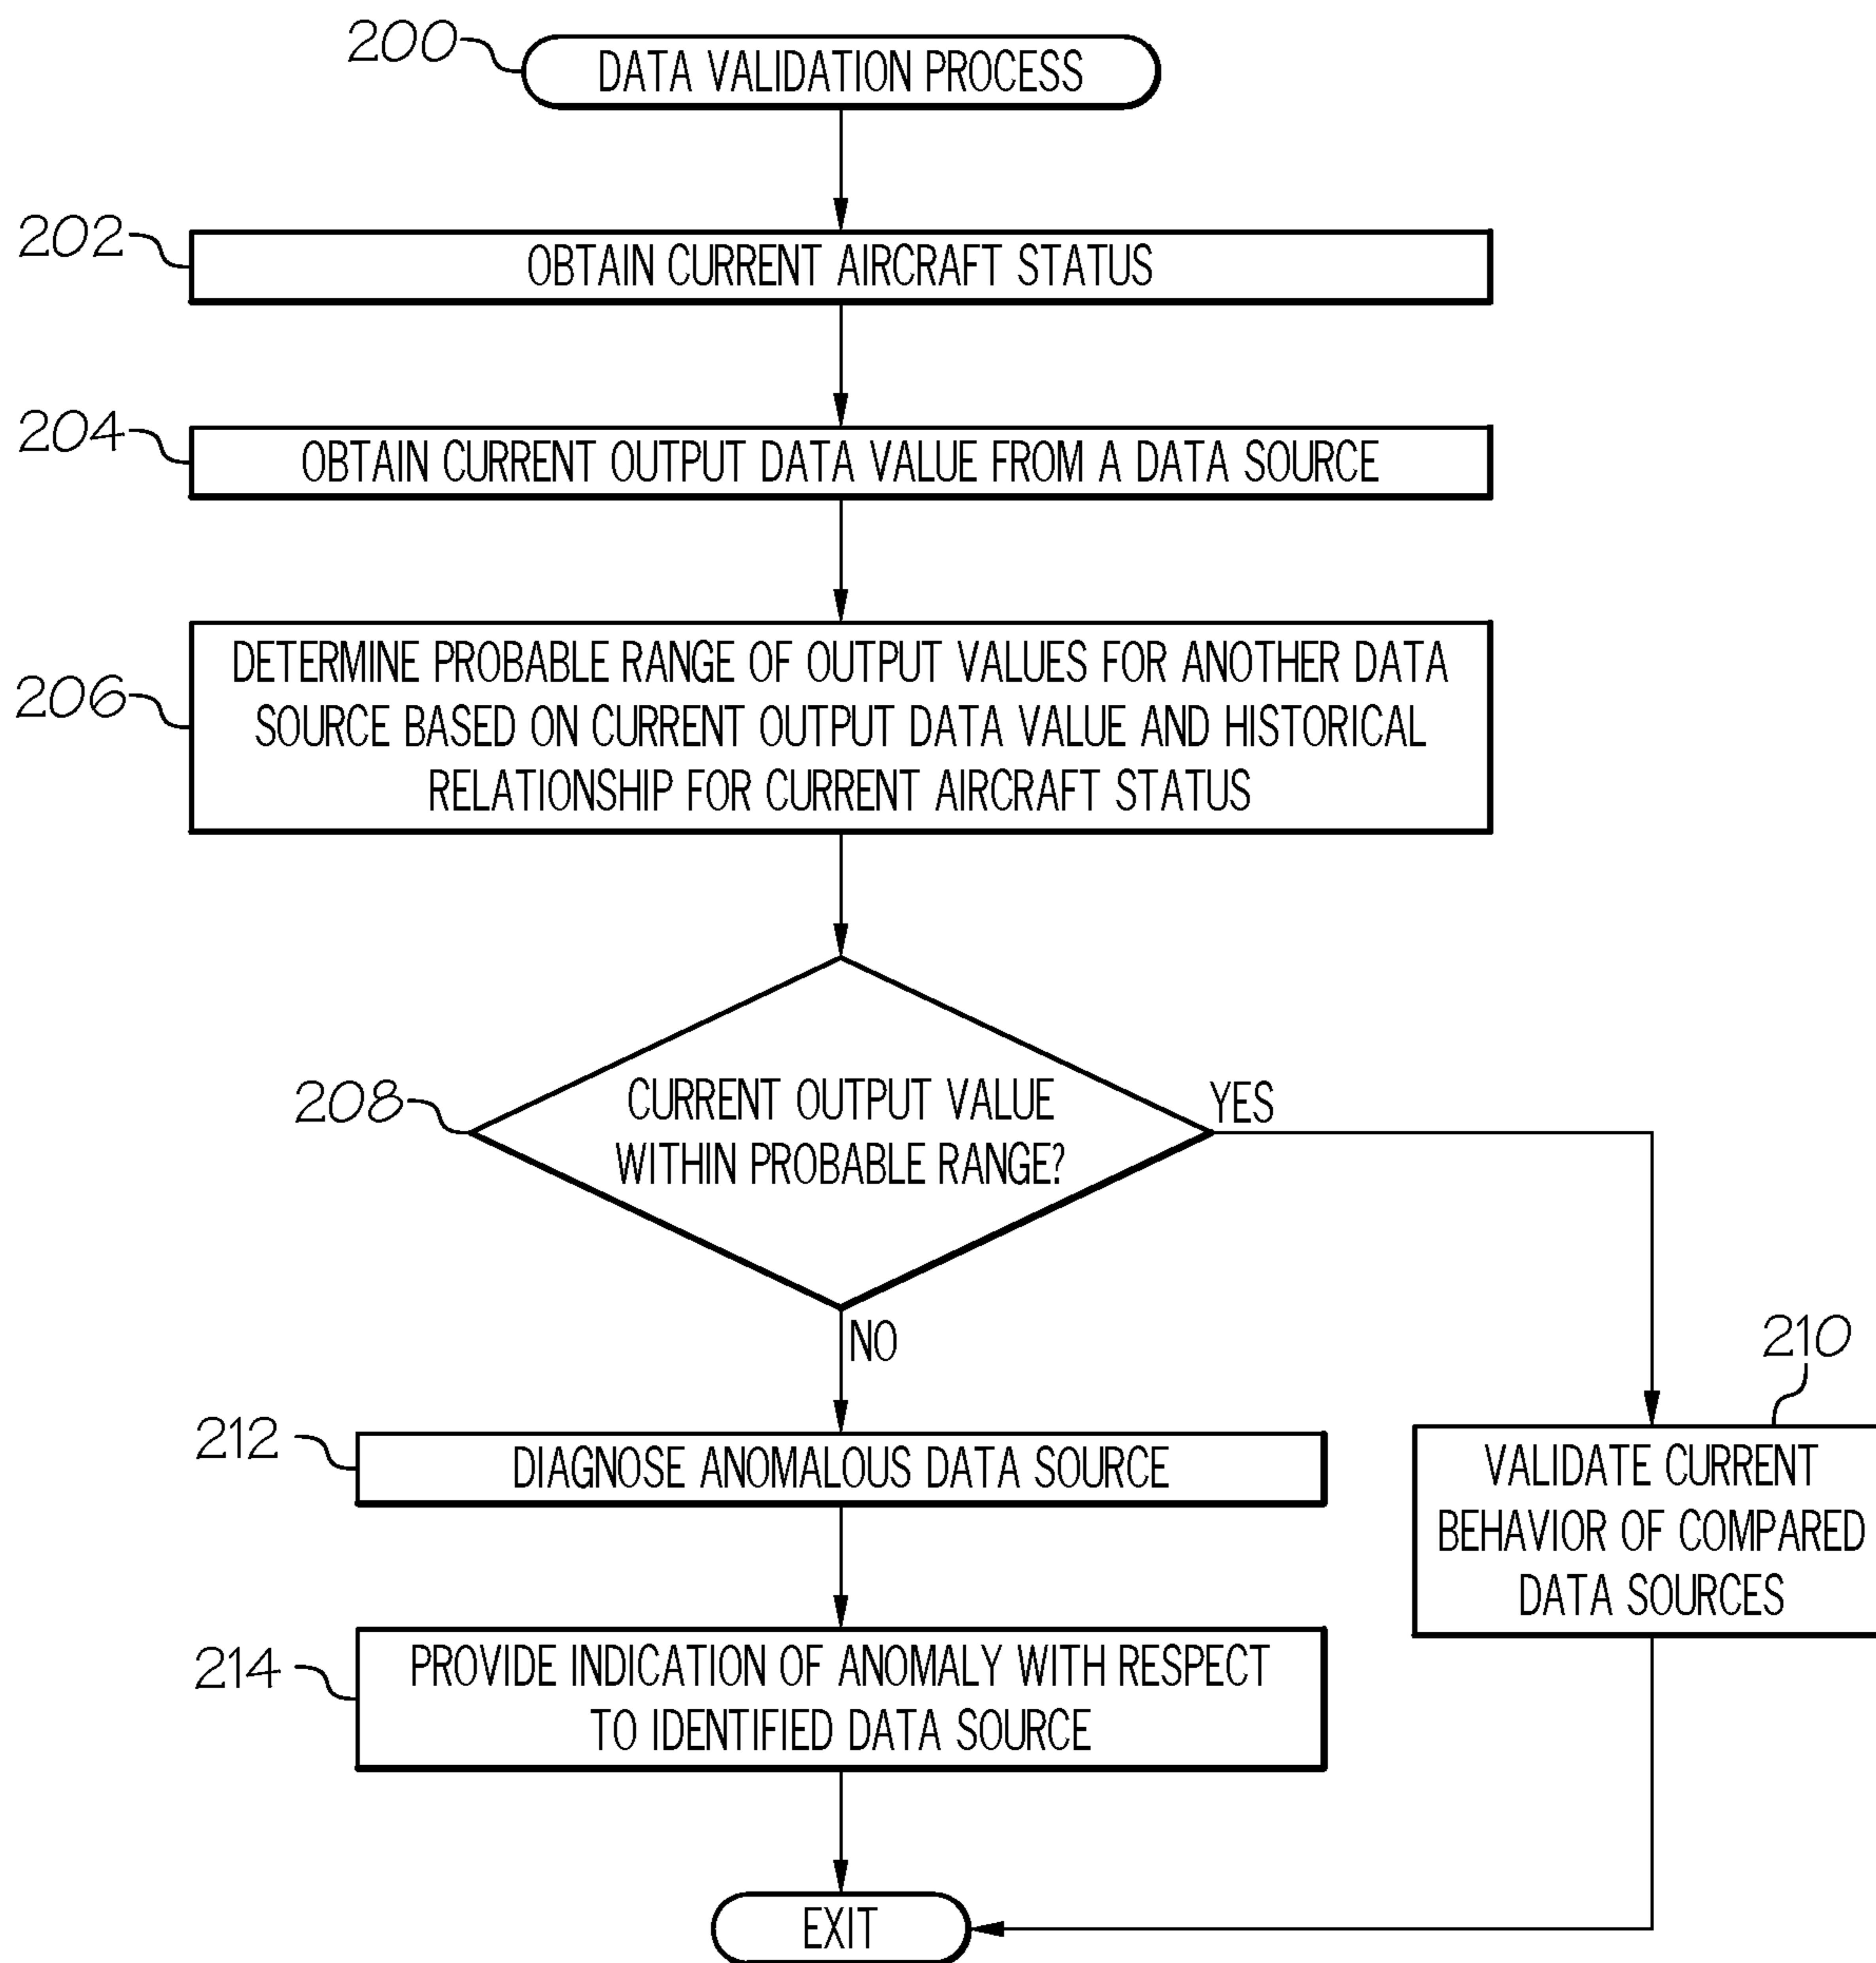 200
DATA VALIDATION PROCESS
202
OBTAIN CURRENT AIRCRAFT STATUS
204
OBTAIN CURRENT OUTPUT DATA VALUE FROM A DATA SOURCE
206
DETERMINE PROBABLE RANGE OF OUTPUT VALUES FOR ANOTHER DATA
SOURCE BASED ON CURRENT OUTPUT DATA VALUE AND HISTORICAL
RELATIONSHIP FOR CURRENT AIRCRAFT STATUS
208
CURRENT OUTPUT VALUE
WITHIN PROBABLE RANGE?
YES
NO
210
VALIDATE CURRENT
BEHAVIOR OF COMPARED
DATA SOURCES
212
DIAGNOSE ANOMALOUS DATA SOURCE
214
PROVIDE INDICATION OF ANOMALY WITH RESPECT
TO IDENTIFIED DATA SOURCE
EXIT